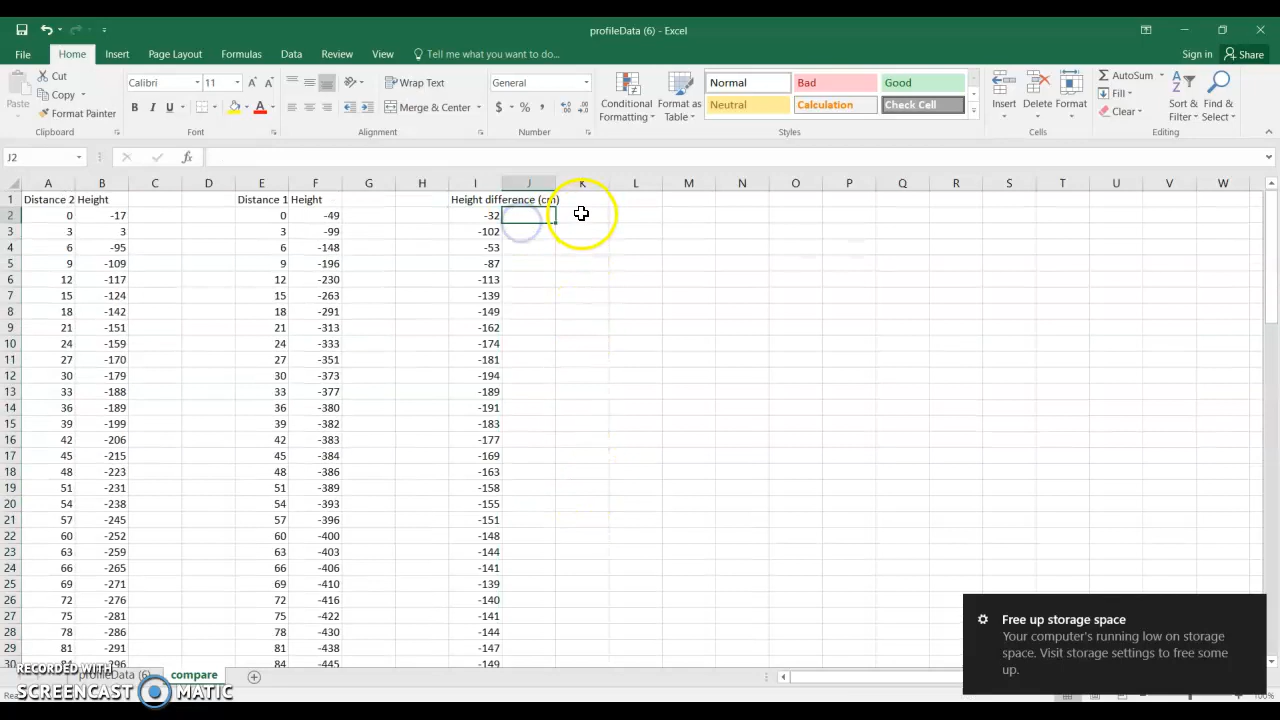 profileData (6) - Excel
File Home Insert Page Layout Formulas Data Review View Tell me what you want to do... Sign in Share
Paste Cut Copy Format Painter Clipboard
Calibri 11 B I U Font
Wrap Text Merge & Center Alignment
General $ % , Number
Conditional Formatting Format as Table Normal Bad Good Neutral Calculation Check Cell Styles
Insert Delete Format Cells
AutoSum Fill Clear Sort & Filter Find & Select Editing
J2 fx
A B C D E F G H I J K L M N O P Q R S T U V W
1 Distance 2 Height Distance 1 Height Height difference (cm)
2 0 -17 0 -49 -32
3 3 3 3 -99 -102
4 6 -95 6 -148 -53
5 9 -109 9 -196 -87
6 12 -117 12 -230 -113
7 15 -124 15 -263 -139
8 18 -142 18 -291 -149
9 21 -151 21 -313 -162
10 24 -159 24 -333 -174
11 27 -170 27 -351 -181
12 30 -179 30 -373 -194
13 33 -188 33 -377 -189
14 36 -189 36 -380 -191
15 39 -199 39 -382 -183
16 42 -206 42 -383 -177
17 45 -215 45 -384 -169
18 48 -223 48 -386 -163
19 51 -231 51 -389 -158
20 54 -238 54 -393 -155
21 57 -245 57 -396 -151
22 60 -252 60 -400 -148
23 63 -259 63 -403 -144
24 66 -265 66 -406 -141
25 69 -271 69 -410 -139
26 72 -276 72 -416 -140
27 75 -281 75 -422 -141
28 78 -286 78 -430 -144
29 81 -291 81 -438 -147
30 84 -296 84 -445 -149
Free up storage space
Your computer's running low on storage
space. Visit storage settings to free some
up.
RECORDED WITH
SCREENCAST MATIC
profileData (6) compare
100%